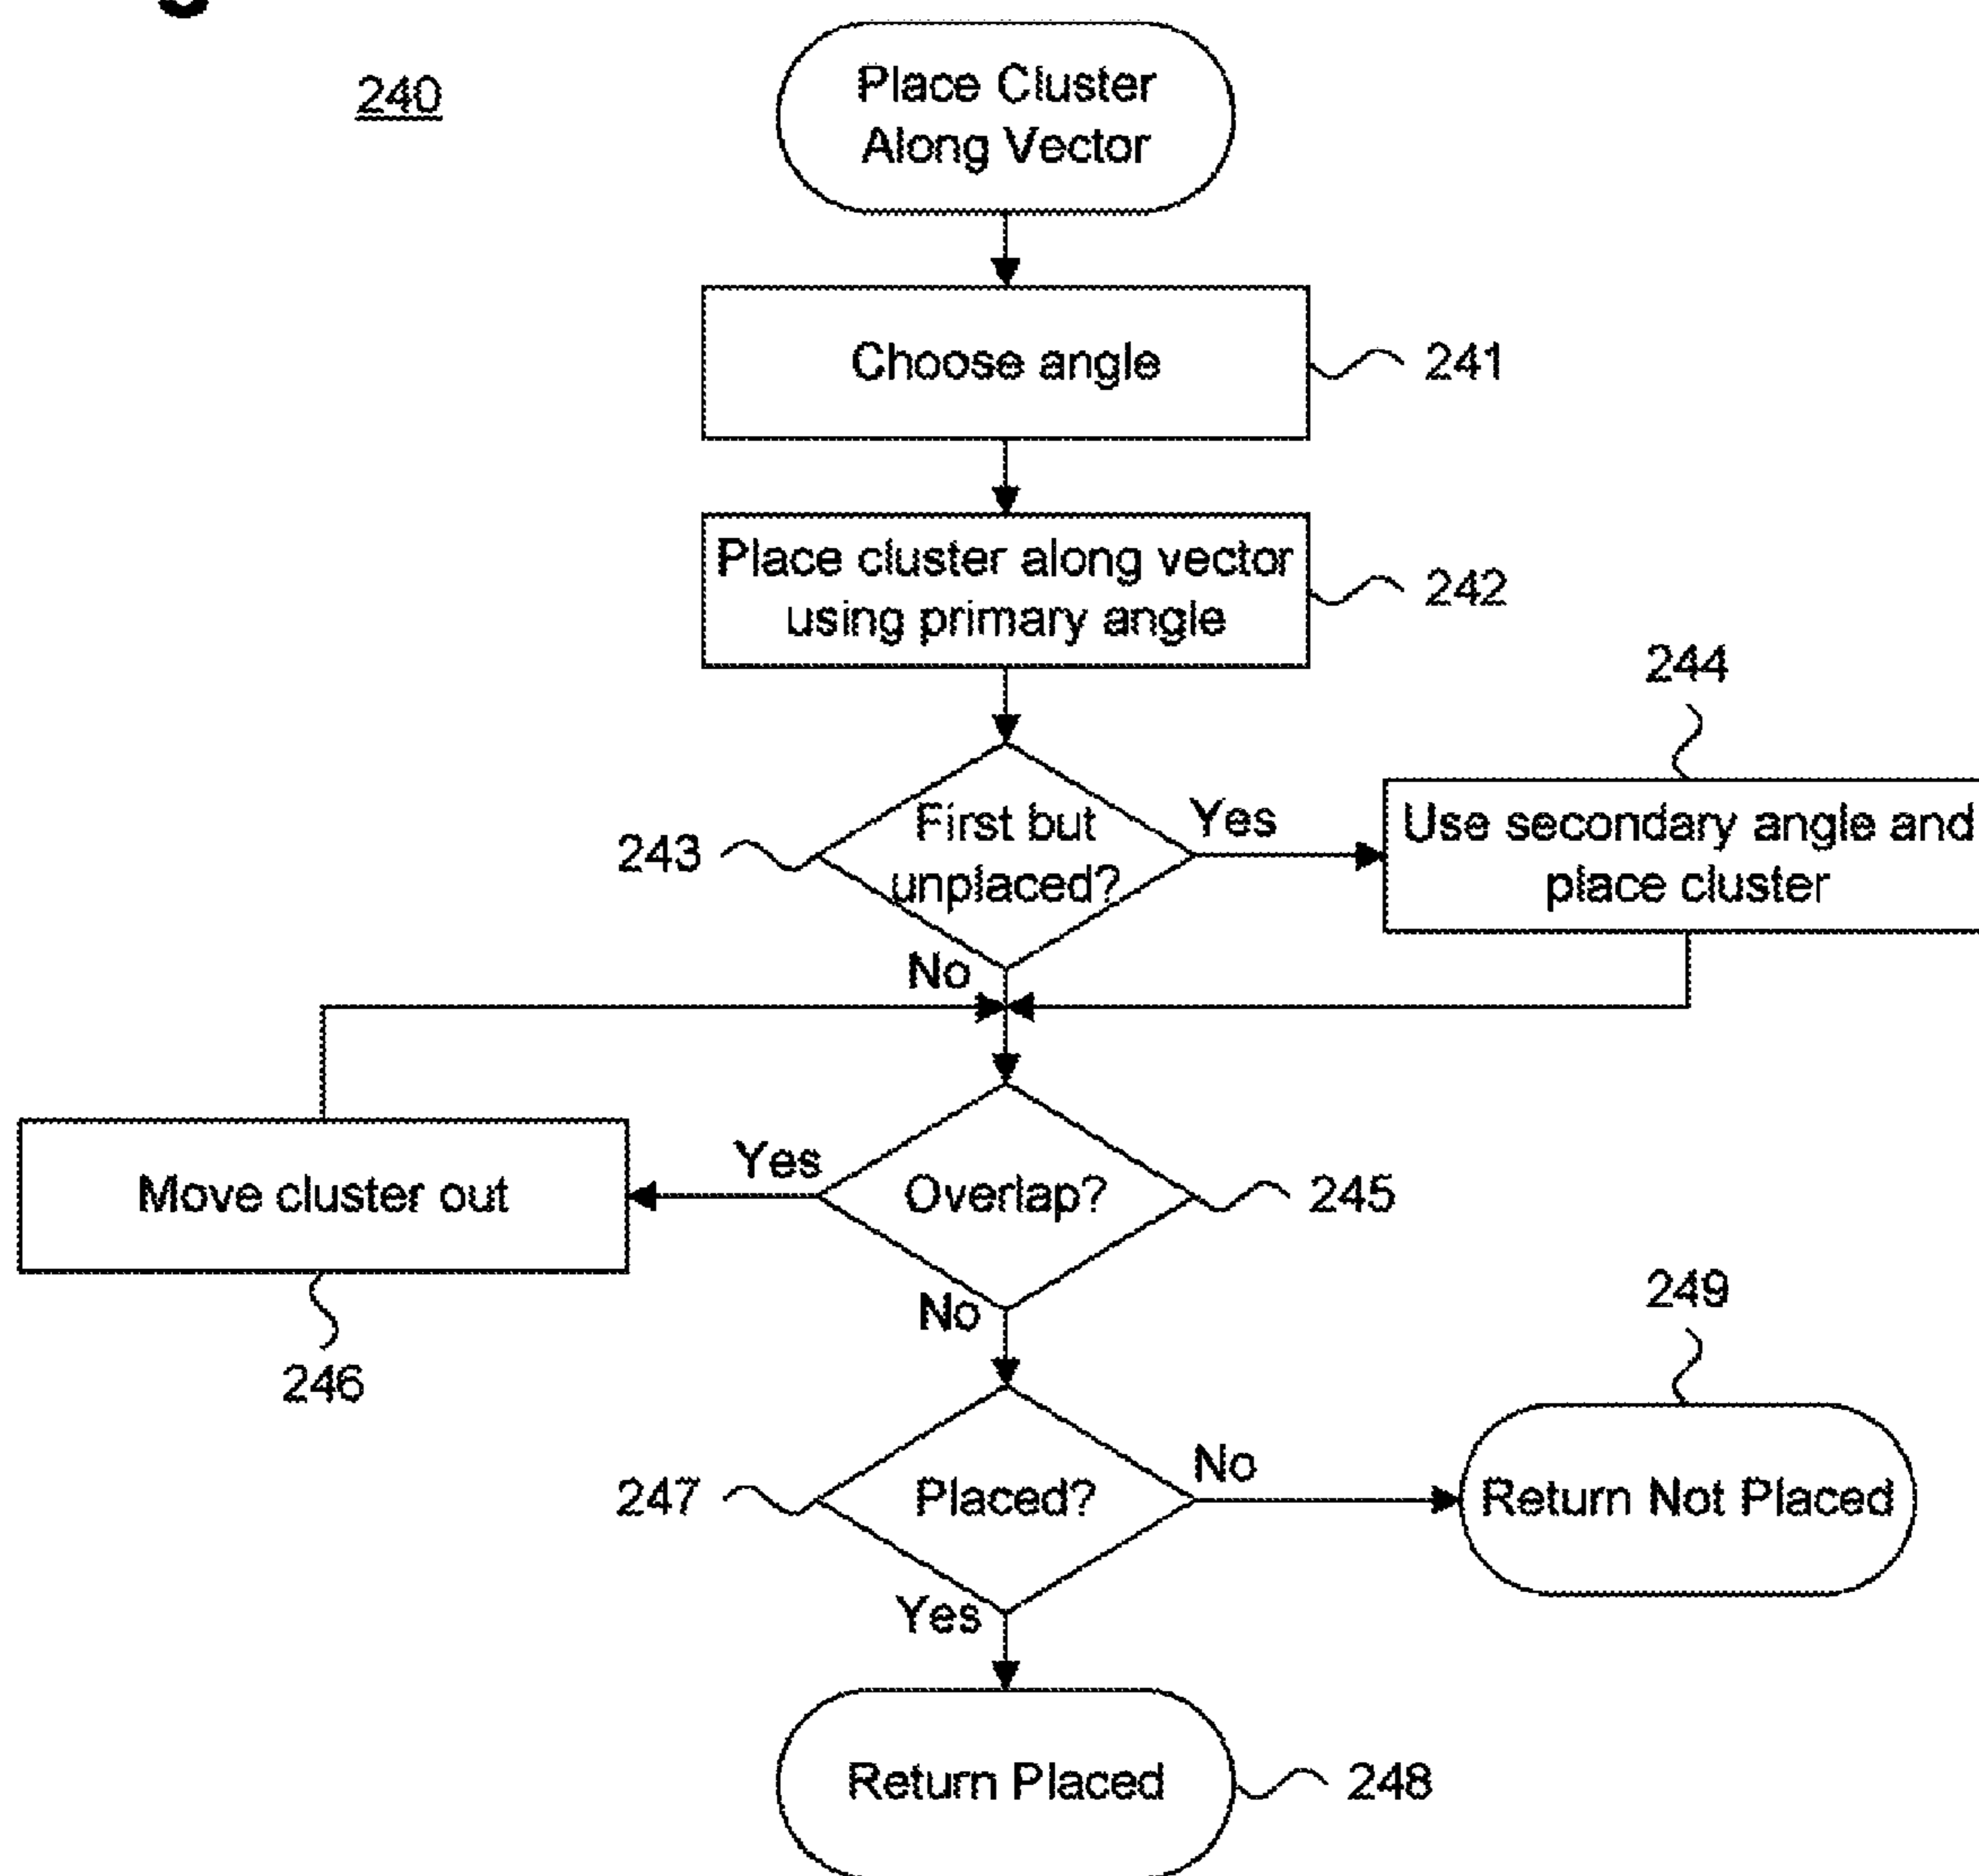 240
Place Cluster
Along Vector
Choose angle
241
Place cluster along vector
using primary angle
242
244
243
First but
unplaced?
Yes
Use secondary angle and
place cluster
No
Move cluster out
Yes
Overlap?
245
246
No
249
247
Placed?
No
Return Not Placed
Yes
Return Placed
248